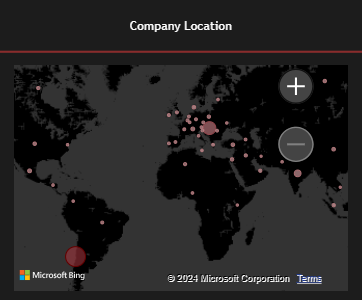 Company Location
Microsoft Bing
© 2024 Microsoft Corporation Terms